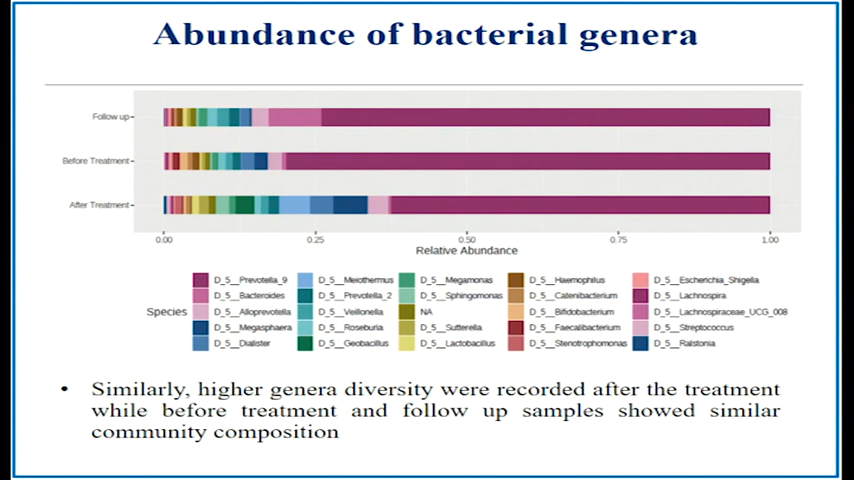 Abundance of bacterial genera
Follow up
Before Treatment
After Treatment
0.00 0.25 0.50 0.75 1.00
Relative Abundance
Species
D_5__Prevotella_9 D_5__Meiothermus D_5__Megamonas D_5__Haemophilus D_5__Escherichia_Shigella
D_5__Bacteroides D_5__Prevotella_2 D_5__Sphingomonas D_5__Catenibacterium D_5__Lachnospira
D_5__Alloprevotella D_5__Veillonella NA D_5__Bifidobacterium D_5__Lachnospiraceae_UCG_008
D_5__Megasphaera D_5__Roseburia D_5__Sutterella D_5__Faecalibacterium D_5__Streptococcus
D_5__Dialister D_5__Geobacillus D_5__Lactobacillus D_5__Stenotrophomonas D_5__Ralstonia
• Similarly, higher genera diversity were recorded after the treatment
while before treatment and follow up samples showed similar
community composition